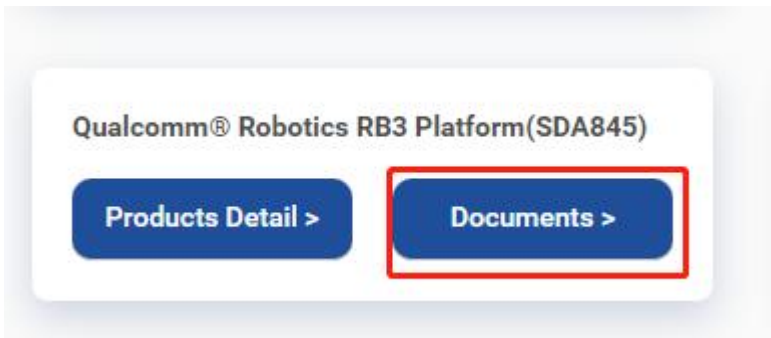 Qualcomm® Robotics RB3 Platform(SDA845)
Products Detail >
Documents >